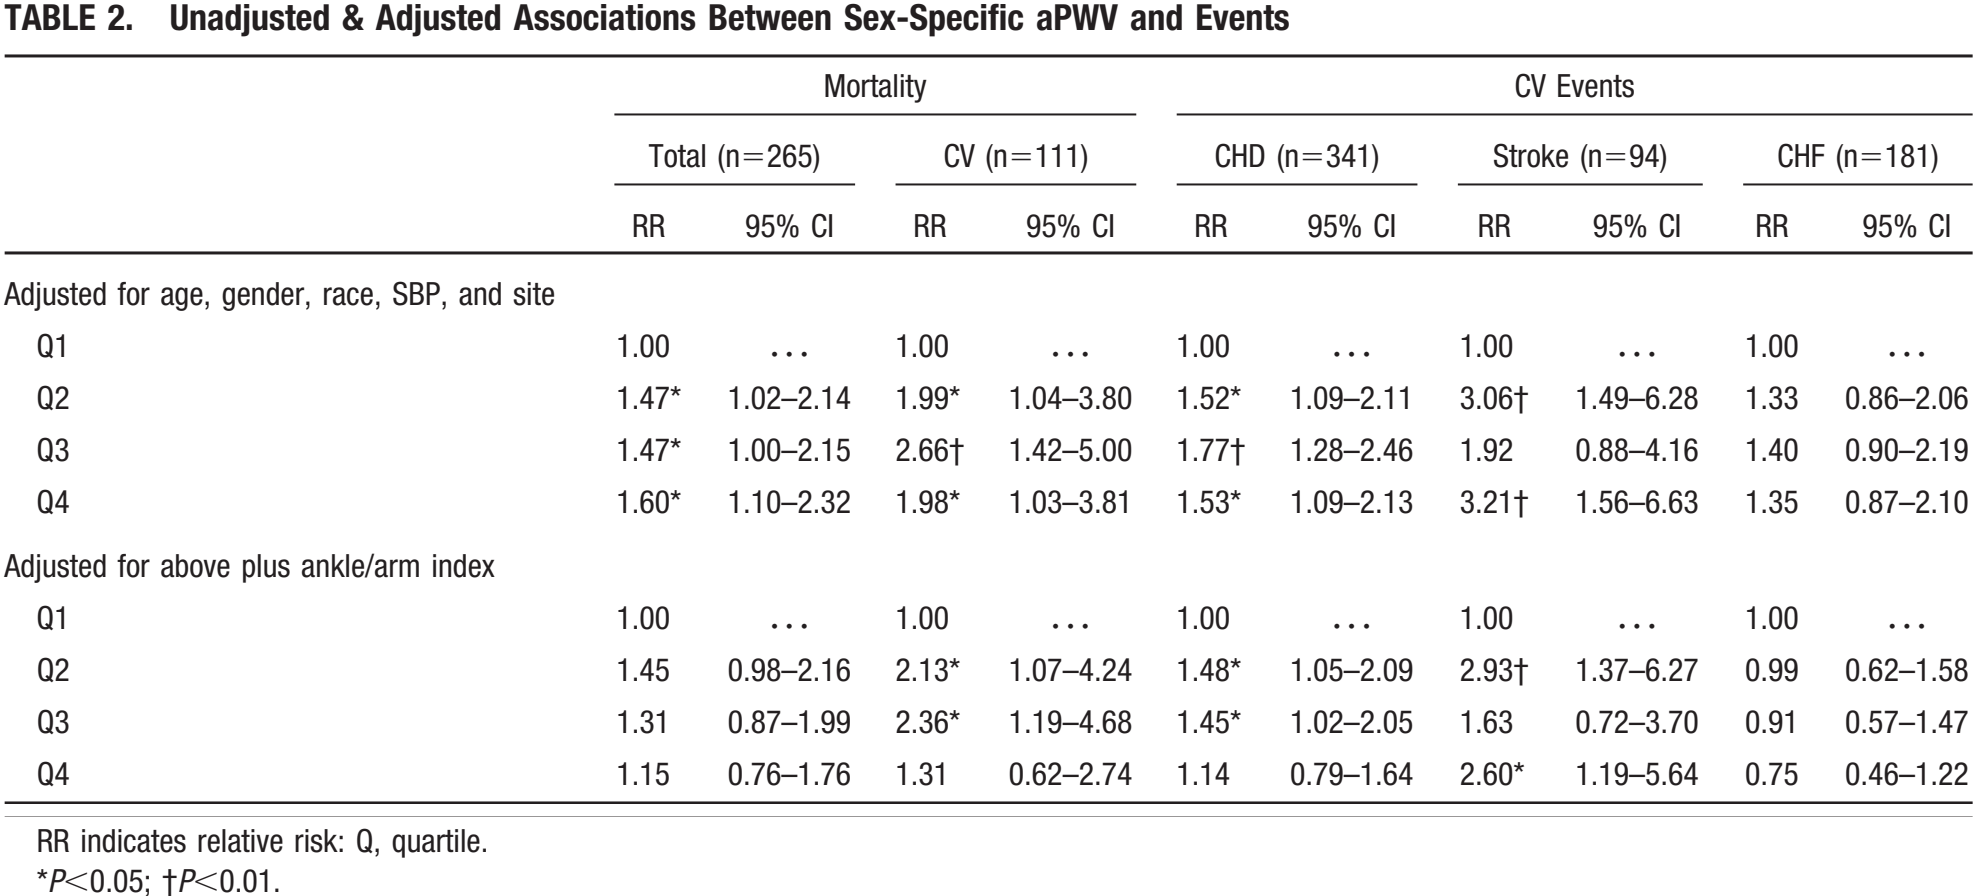 TABLE 2. Unadjusted & Adjusted Associations Between Sex-Specific aPWV and Events
Mortality CV Events
Total (n=265) CV (n=111) CHD (n=341) Stroke (n=94) CHF (n=181)
RR 95% CI RR 95% CI RR 95% CI RR 95% CI RR 95% CI
Adjusted for age, gender, race, SBP, and site
Q1 1.00 ... 1.00 ... 1.00 ... 1.00 ... 1.00 ...
Q2 1.47* 1.02–2.14 1.99* 1.04–3.80 1.52* 1.09–2.11 3.06† 1.49–6.28 1.33 0.86–2.06
Q3 1.47* 1.00–2.15 2.66† 1.42–5.00 1.77† 1.28–2.46 1.92 0.88–4.16 1.40 0.90–2.19
Q4 1.60* 1.10–2.32 1.98* 1.03–3.81 1.53* 1.09–2.13 3.21† 1.56–6.63 1.35 0.87–2.10
Adjusted for above plus ankle/arm index
Q1 1.00 ... 1.00 ... 1.00 ... 1.00 ... 1.00 ...
Q2 1.45 0.98–2.16 2.13* 1.07–4.24 1.48* 1.05–2.09 2.93† 1.37–6.27 0.99 0.62–1.58
Q3 1.31 0.87–1.99 2.36* 1.19–4.68 1.45* 1.02–2.05 1.63 0.72–3.70 0.91 0.57–1.47
Q4 1.15 0.76–1.76 1.31 0.62–2.74 1.14 0.79–1.64 2.60* 1.19–5.64 0.75 0.46–1.22
RR indicates relative risk: Q, quartile.
*P<0.05; †P<0.01.